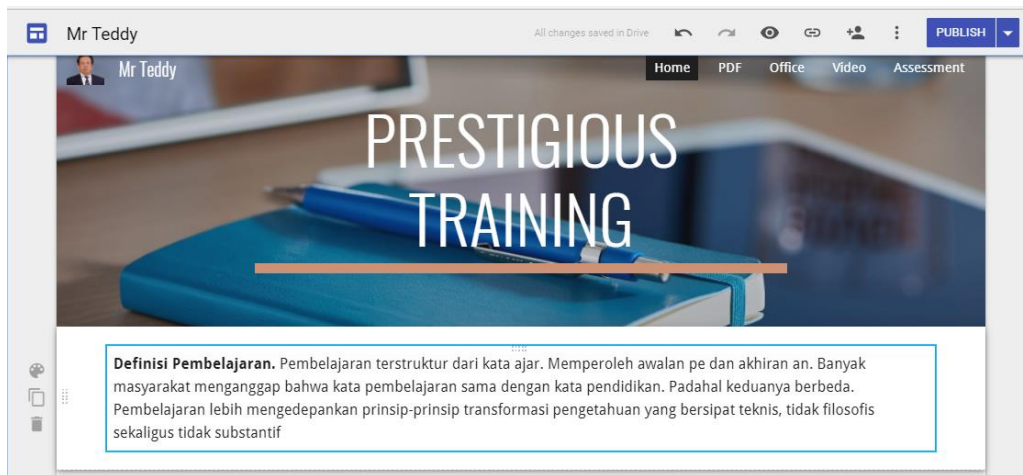 Mr Teddy
All changes saved in Drive
PUBLISH
Mr Teddy
Home PDF Office Video Assessment
PRESTIGIOUS
TRAINING
Definisi Pembelajaran. Pembelajaran terstruktur dari kata ajar. Memperoleh awalan pe dan akhiran an. Banyak
masyarakat menganggap bahwa kata pembelajaran sama dengan kata pendidikan. Padahal keduanya berbeda.
Pembelajaran lebih mengedepankan prinsip-prinsip transformasi pengetahuan yang bersipat teknis, tidak filosofis
sekaligus tidak substantif